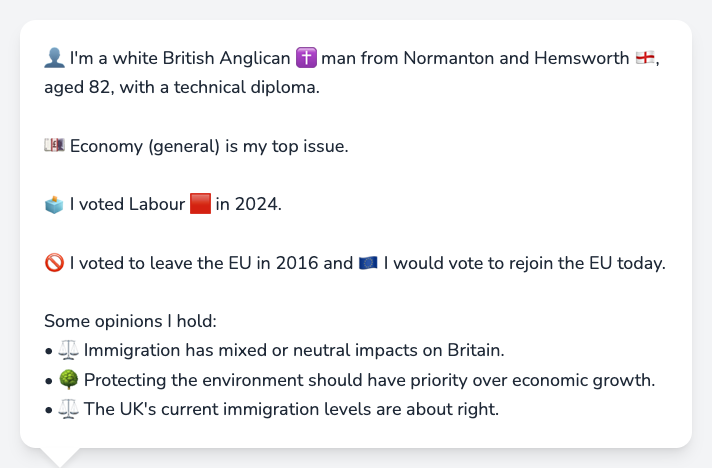 👤 I'm a white British Anglican ✝️ man from Normanton and Hemsworth 🏴󠁧󠁢󠁥󠁮󠁧󠁿,
aged 82, with a technical diploma.
💷 Economy (general) is my top issue.
🗳️ I voted Labour 🟥 in 2024.
🚫 I voted to leave the EU in 2016 and 🇪🇺 I would vote to rejoin the EU today.
Some opinions I hold:
• ⚖️ Immigration has mixed or neutral impacts on Britain.
• 🌳 Protecting the environment should have priority over economic growth.
• ⚖️ The UK's current immigration levels are about right.